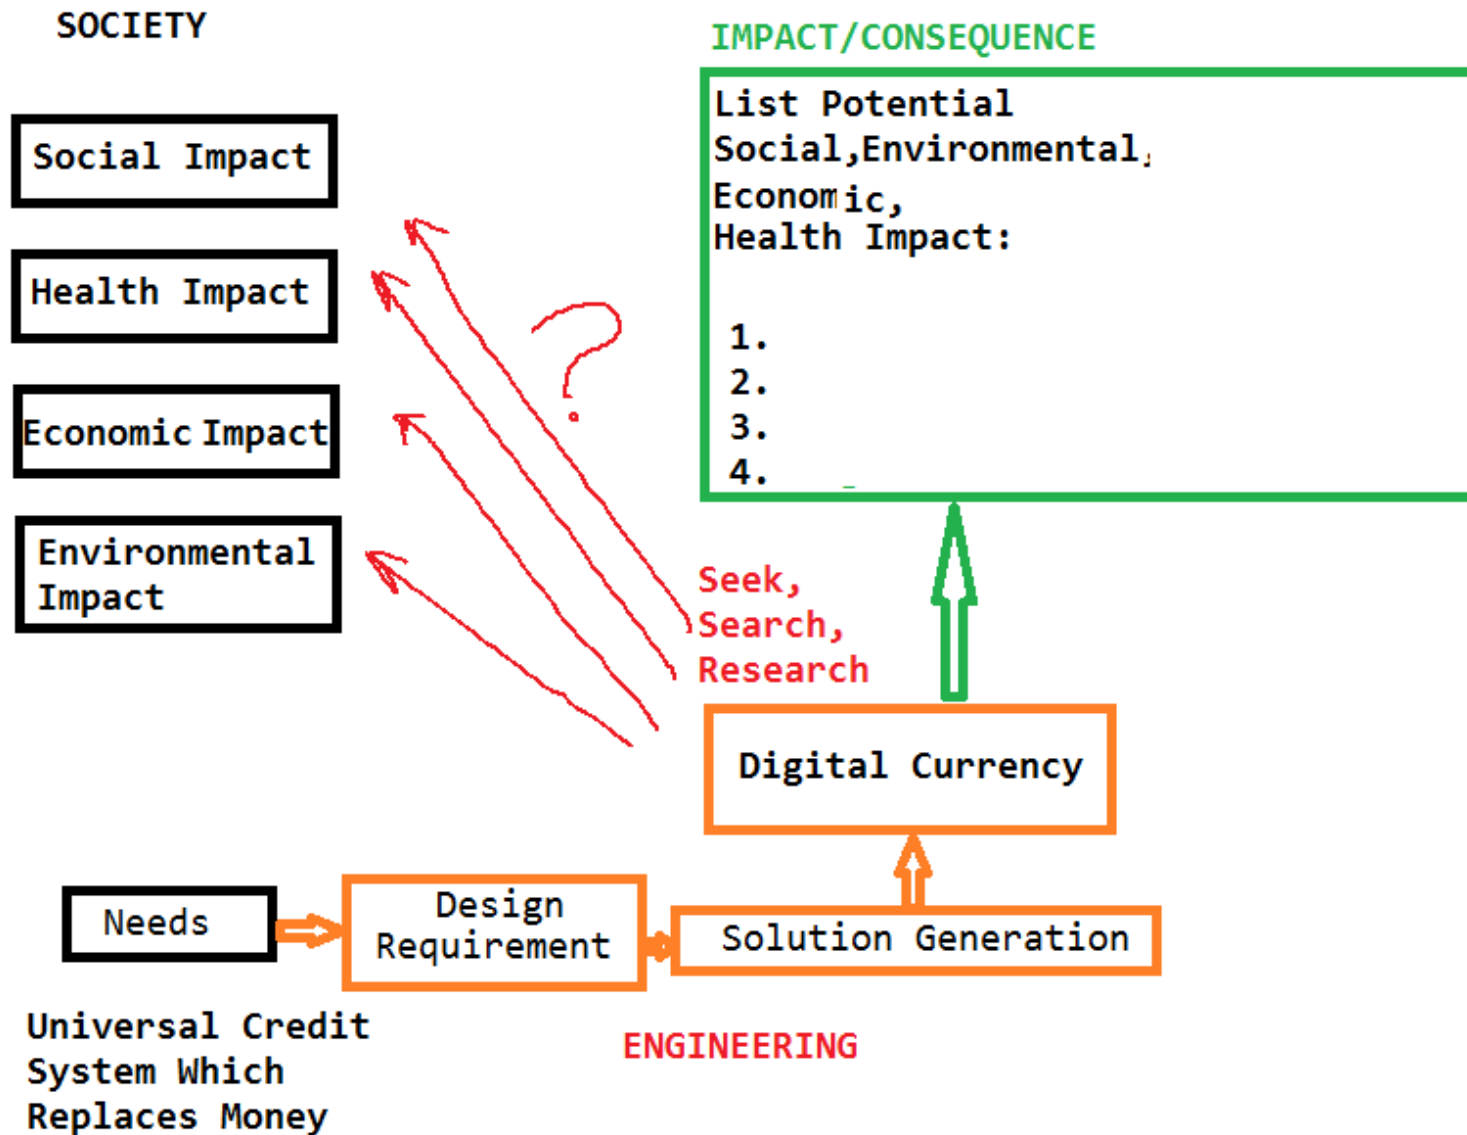 SOCIETY
IMPACT/CONSEQUENCE
Social Impact
Health Impact
Economic Impact
Environmental
Impact
List Potential
Social,Environmental,
Economic,
Health Impact:
1.
2.
3.
4.
?
Seek,
Search,
Research
Digital Currency
Needs
Design
Requirement
Solution Generation
Universal Credit
System Which
Replaces Money
ENGINEERING